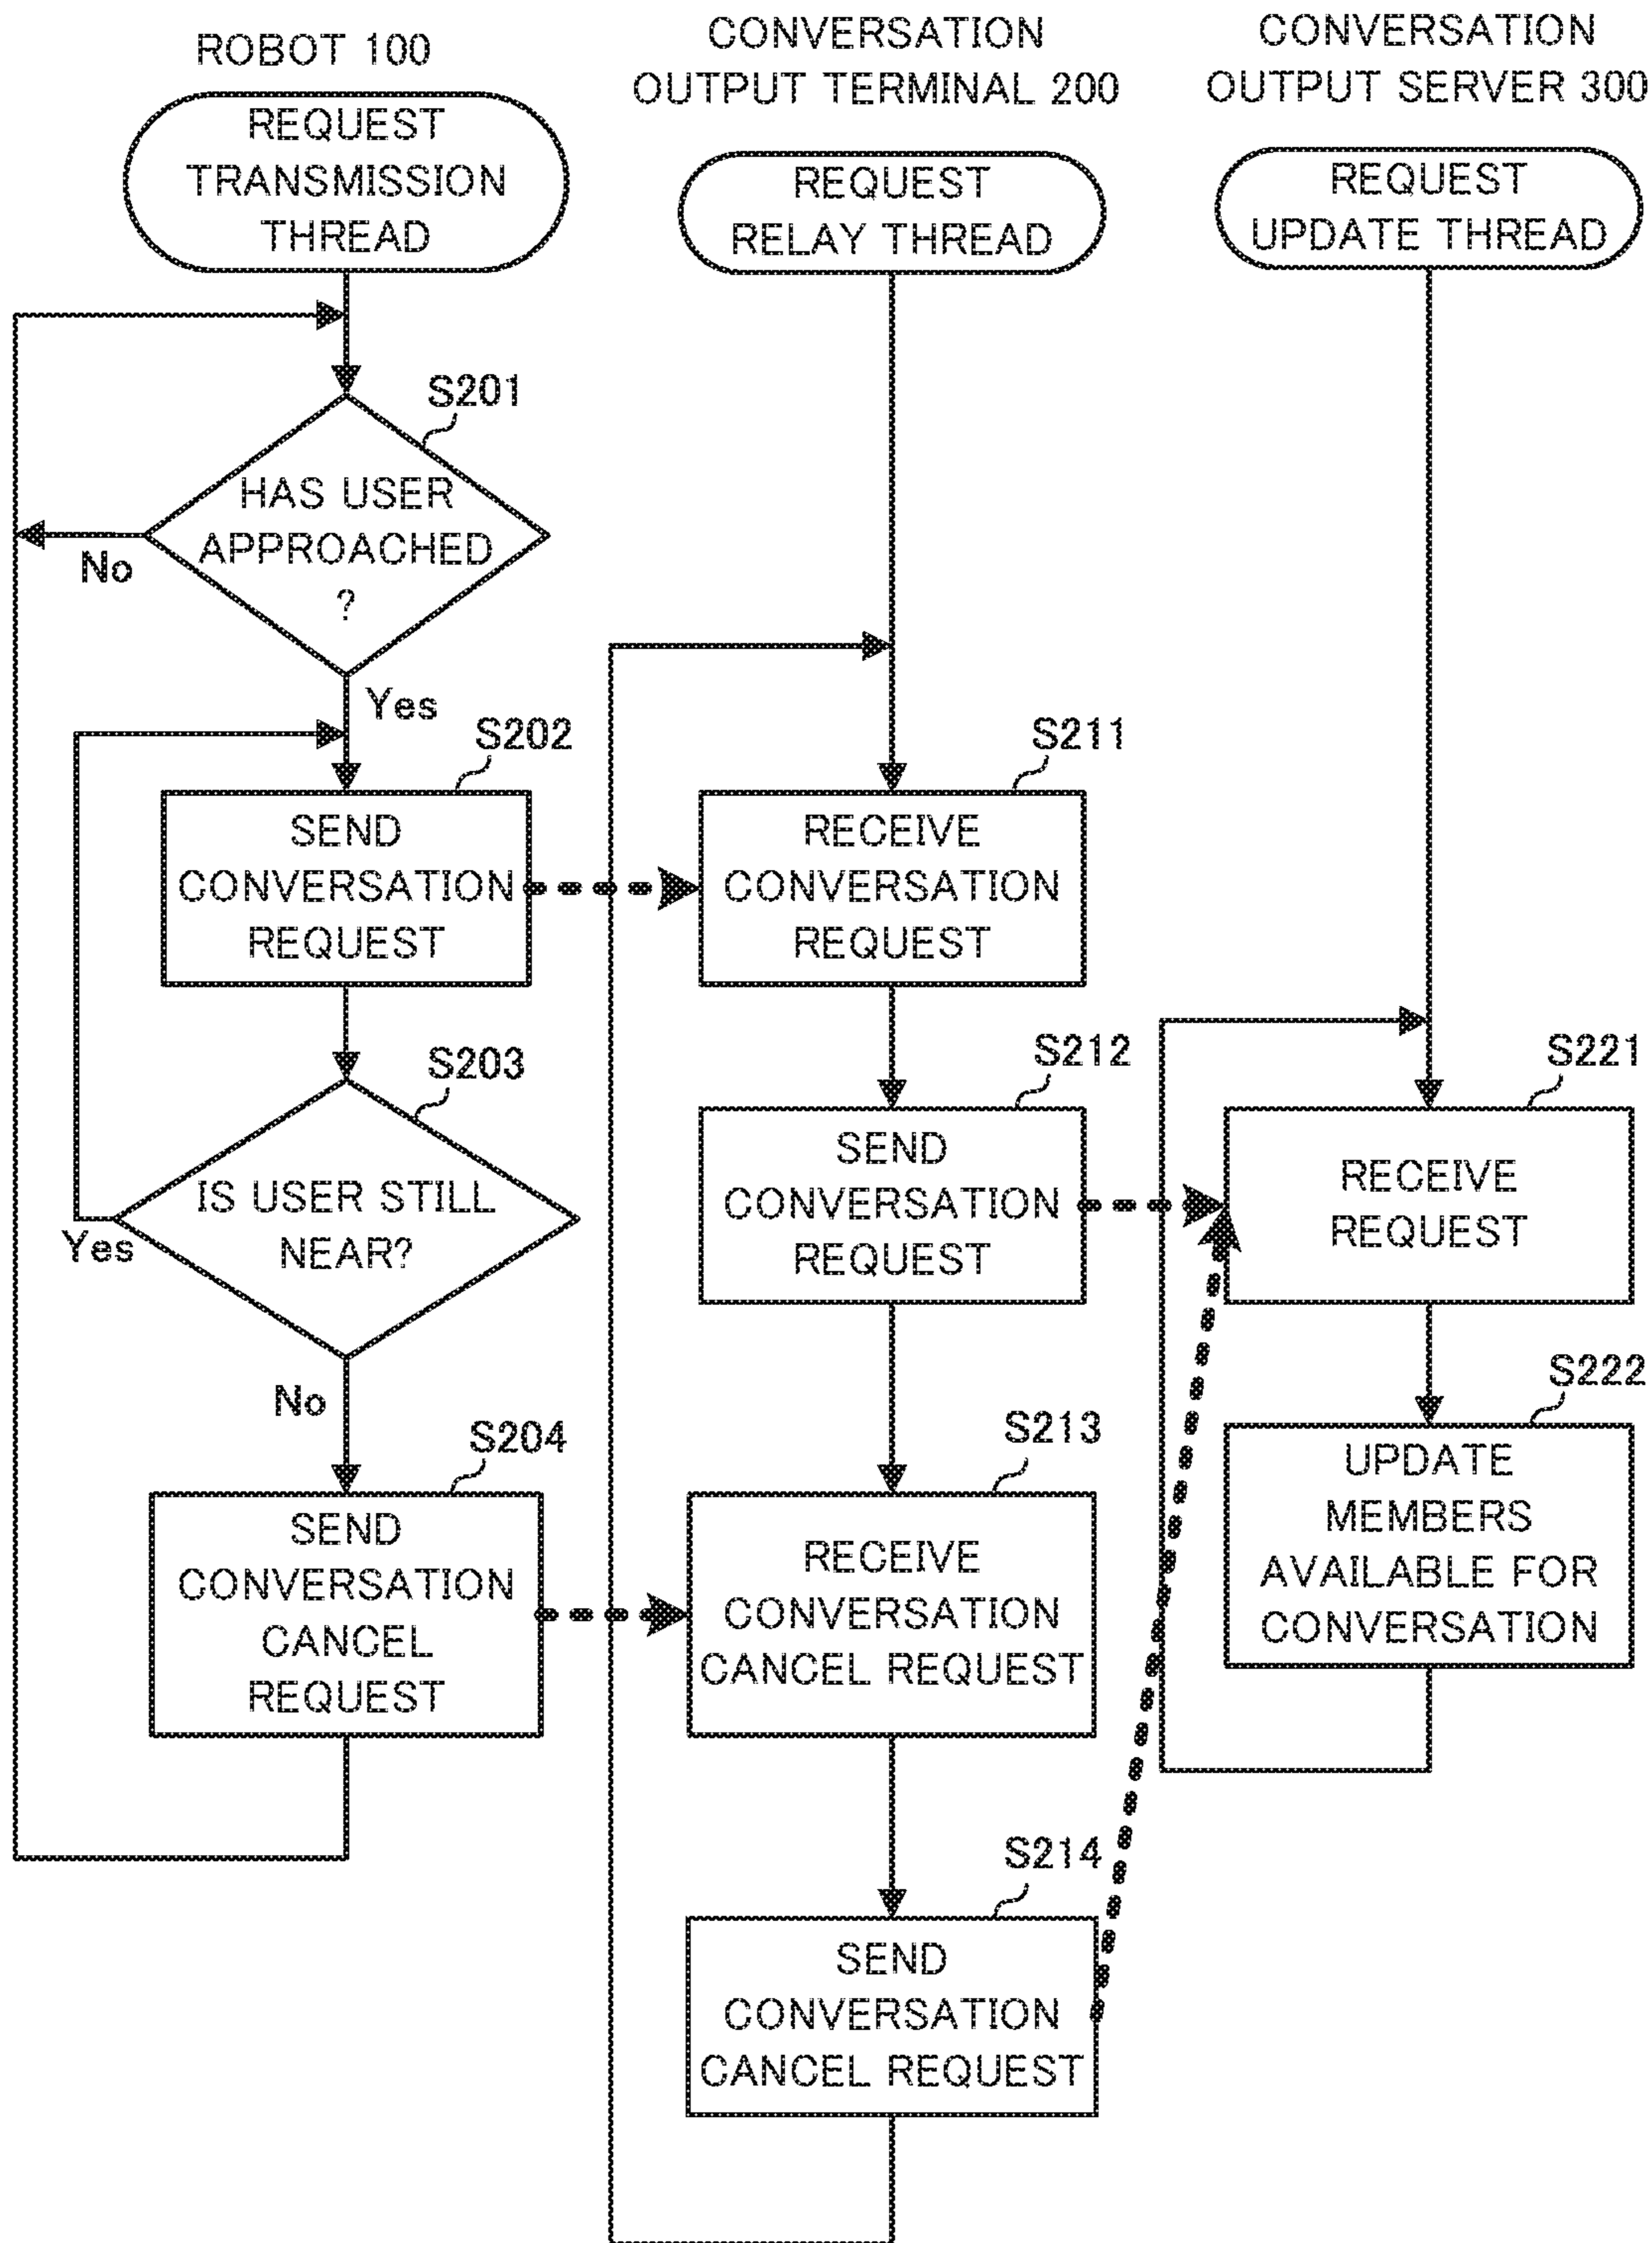 ROBOT 100
REQUEST
TRANSMISSION
THREAD
S201
HAS USER
APPROACHED
?
No
Yes
S202
SEND
CONVERSATION
REQUEST
S203
IS USER STILL
NEAR?
Yes
No
S204
SEND
CONVERSATION
CANCEL
REQUEST
CONVERSATION
OUTPUT TERMINAL 200
REQUEST
RELAY THREAD
S211
RECEIVE
CONVERSATION
REQUEST
S212
SEND
CONVERSATION
REQUEST
S213
RECEIVE
CONVERSATION
CANCEL REQUEST
S214
SEND
CONVERSATION
CANCEL REQUEST
CONVERSATION
OUTPUT SERVER 300
REQUEST
UPDATE THREAD
S221
RECEIVE
REQUEST
S222
UPDATE
MEMBERS
AVAILABLE FOR
CONVERSATION